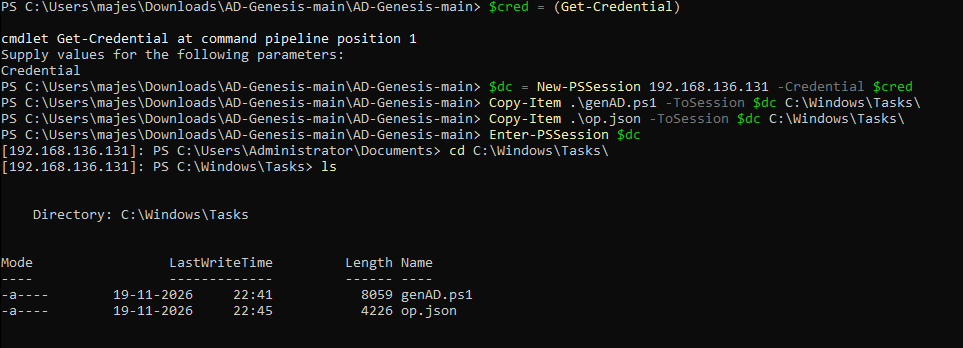 PS C:\Users\majes\Downloads\AD-Genesis-main\AD-Genesis-main> $cred = (Get-Credential)
cmdlet Get-Credential at command pipeline position 1
Supply values for the following parameters:
Credential
PS C:\Users\majes\Downloads\AD-Genesis-main\AD-Genesis-main> $dc = New-PSSession 192.168.136.131 -Credential $cred
PS C:\Users\majes\Downloads\AD-Genesis-main\AD-Genesis-main> Copy-Item .\genAD.ps1 -ToSession $dc C:\Windows\Tasks\
PS C:\Users\majes\Downloads\AD-Genesis-main\AD-Genesis-main> Copy-Item .\op.json -ToSession $dc C:\Windows\Tasks\
PS C:\Users\majes\Downloads\AD-Genesis-main\AD-Genesis-main> Enter-PSSession $dc
[192.168.136.131]: PS C:\Users\Administrator\Documents> cd C:\Windows\Tasks\
[192.168.136.131]: PS C:\Windows\Tasks> ls
Directory: C:\Windows\Tasks
Mode LastWriteTime Length Name
---- ------------- ------ ----
-a---- 19-11-2026 22:41 8059 genAD.ps1
-a---- 19-11-2026 22:45 4226 op.json